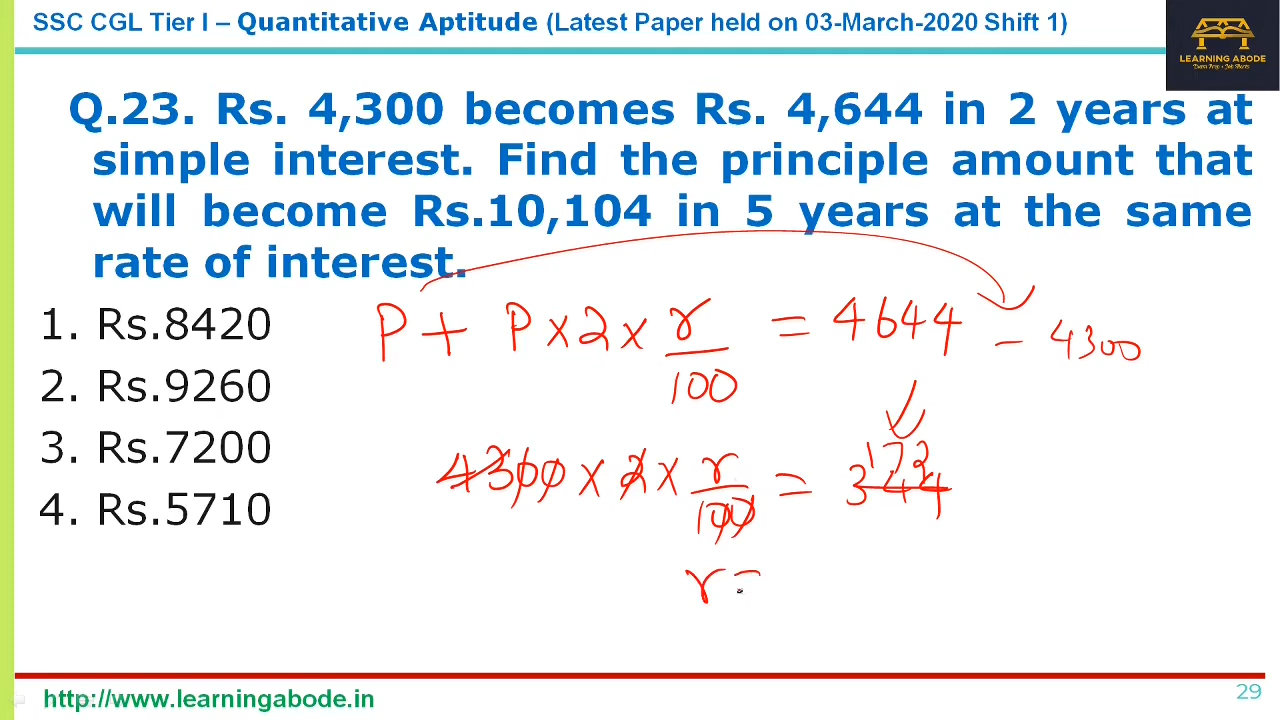 SSC CGL Tier I – Quantitative Aptitude (Latest Paper held on 03-March-2020 Shift 1)
LEARNING ABODE
Q.23. Rs. 4,300 becomes Rs. 4,644 in 2 years at
simple interest. Find the principle amount that
will become Rs.10,104 in 5 years at the same
rate of interest.
1. Rs.8420
2. Rs.9260
3. Rs.7200
4. Rs.5710
P + P × 2 × r/100 = 4644 – 4300
172
4300 × 2 × r/100 = 344
r =
http://www.learningabode.in
29